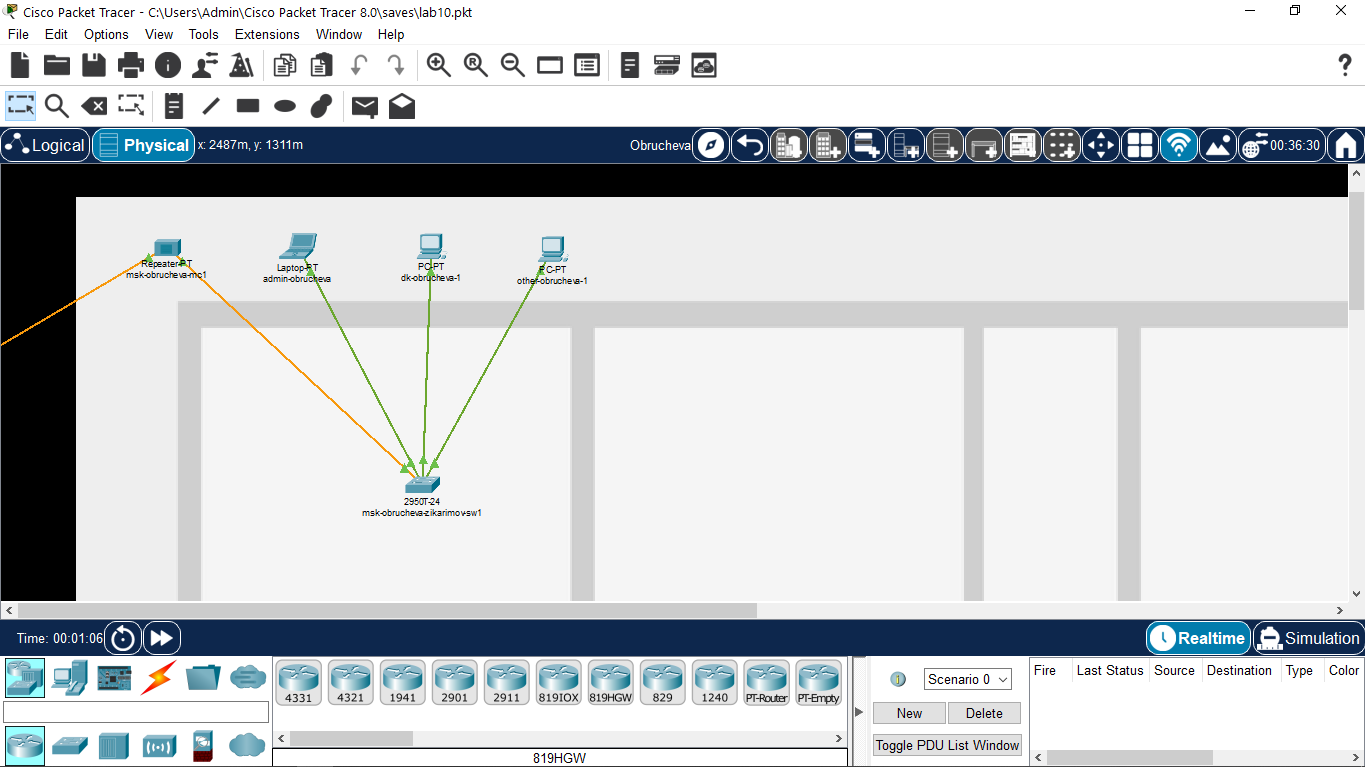 Cisco Packet Tracer - C:\Users\Admin\Cisco Packet Tracer 8.0\saves\lab10.pkt
File Edit Options View Tools Extensions Window Help
Logical Physical x: 2487m, y: 1311m Obrucheva 00:36:30
Repeater-PT
msk-obrucheva-mc1
Laptop-PT
admin-obrucheva
PC-PT
dk-obrucheva-1
PC-PT
other-obrucheva-1
2950T-24
msk-obrucheva-zikarimov-sw1
Time: 00:01:06 Realtime Simulation
4331 4321 1941 2901 2911 819IOX 819HGW 829 1240 PT-Router PT-Empty
819HGW
Scenario 0
New Delete
Toggle PDU List Window
Fire Last Status Source Destination Type Color